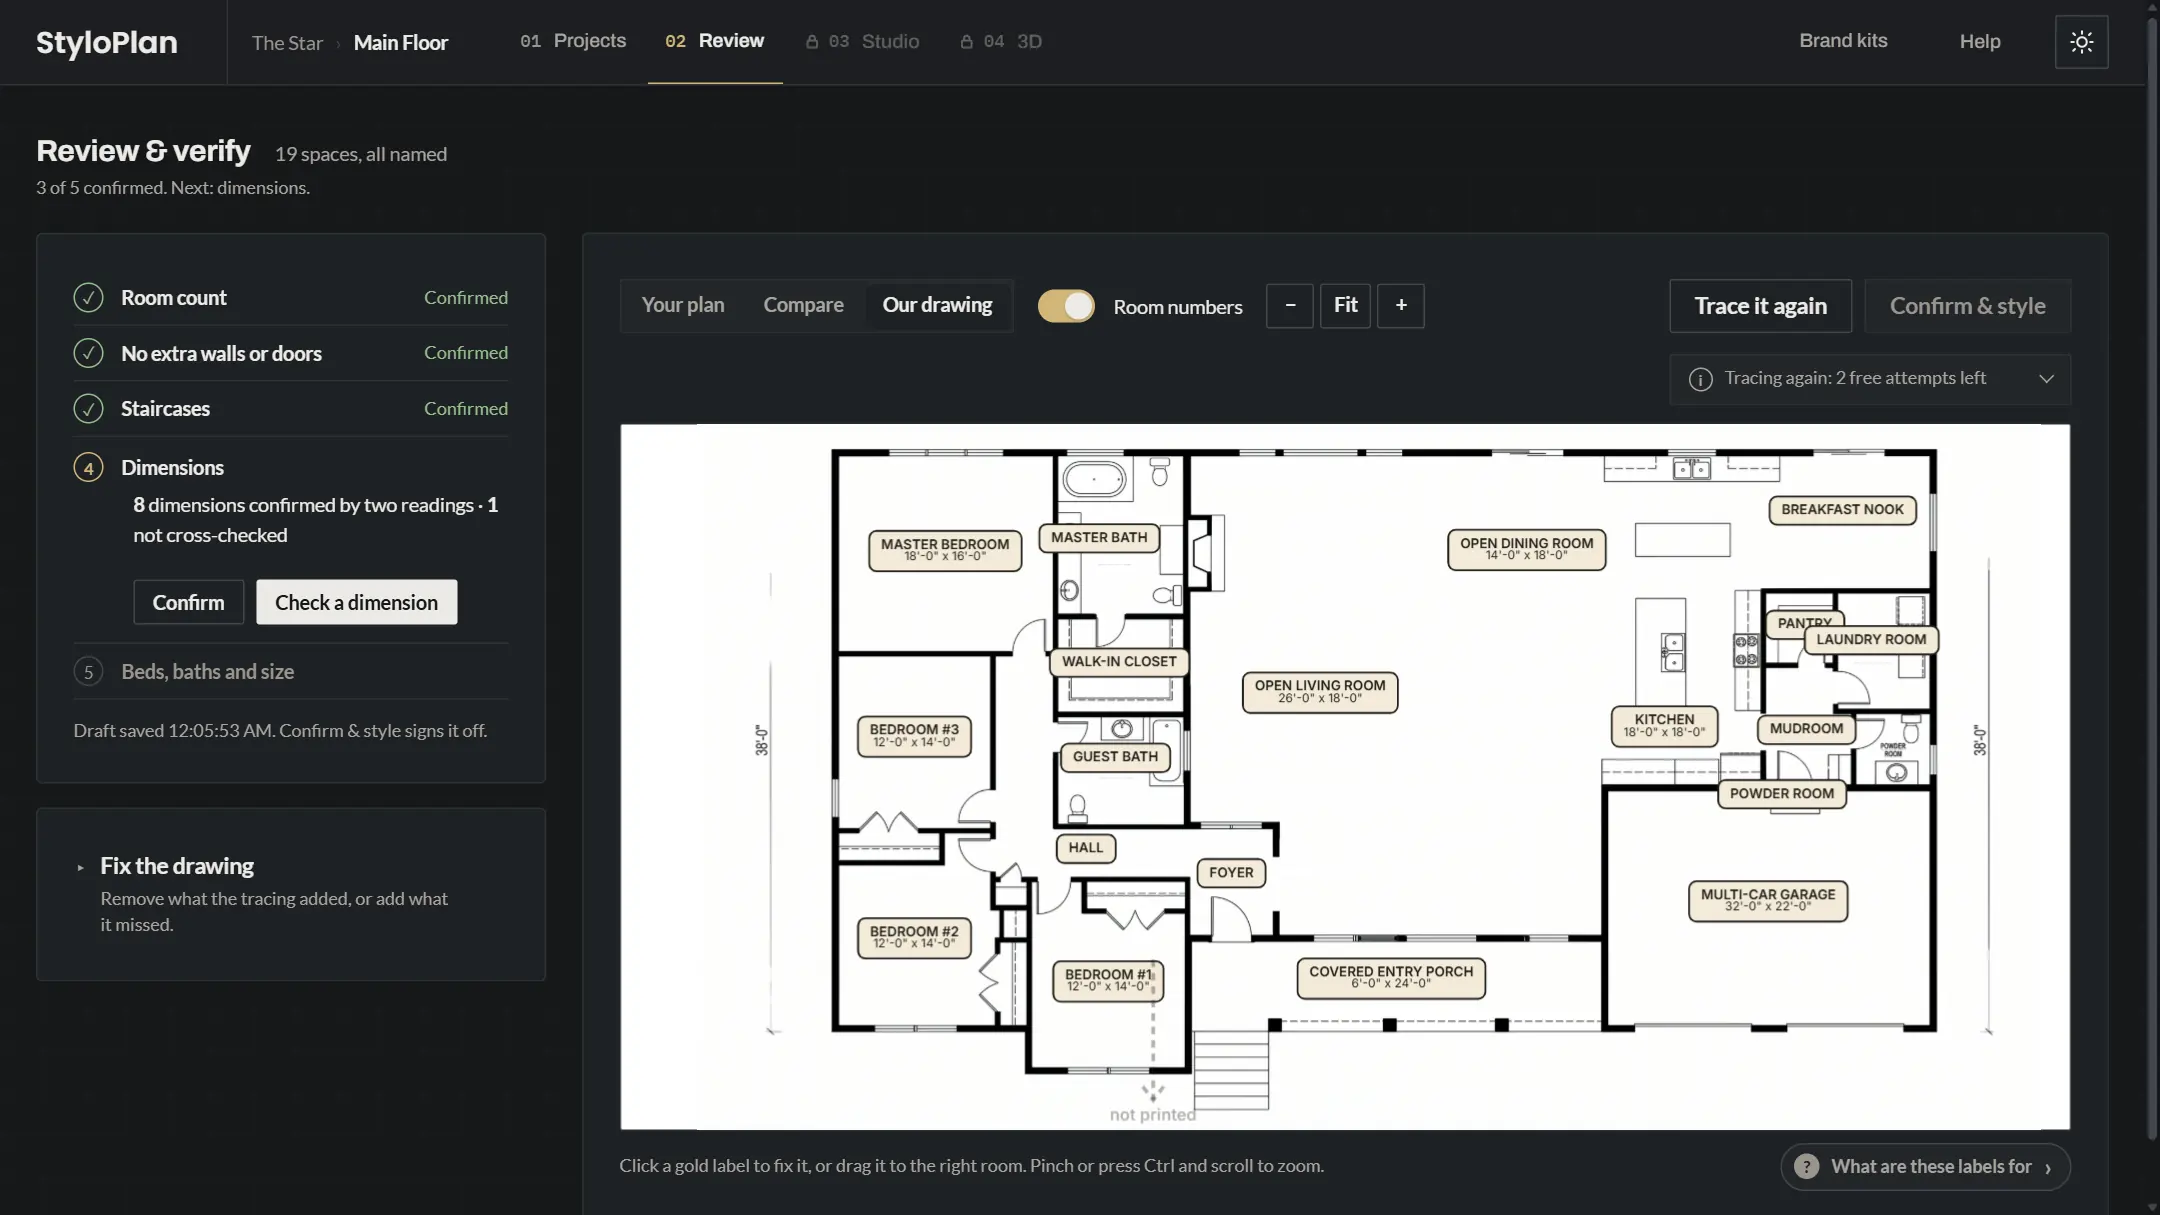 StyloPlan
The Star › Main Floor
01 Projects
02 Review
03 Studio
04 3D
Brand kits
Help
Review & verify
19 spaces, all named
3 of 5 confirmed. Next: dimensions.
Room count Confirmed
No extra walls or doors Confirmed
Staircases Confirmed
4 Dimensions
8 dimensions confirmed by two readings · 1
not cross-checked
Confirm
Check a dimension
5 Beds, baths and size
Draft saved 12:05:53 AM. Confirm & style signs it off.
▸ Fix the drawing
Remove what the tracing added, or add what
it missed.
Your plan
Compare
Our drawing
Room numbers
−
Fit
+
Trace it again
Confirm & style
Tracing again: 2 free attempts left
MASTER BEDROOM
18'-0" x 16'-0"
MASTER BATH
OPEN DINING ROOM
14'-0" x 18'-0"
BREAKFAST NOOK
PANTRY
LAUNDRY ROOM
WALK-IN CLOSET
OPEN LIVING ROOM
26'-0" x 18'-0"
BEDROOM #3
12'-0" x 14'-0"
KITCHEN
18'-0" x 18'-0"
MUDROOM
38'-0"
38'-0"
GUEST BATH
POWDER
ROOM
POWDER ROOM
HALL
FOYER
MULTI-CAR GARAGE
32'-0" x 22'-0"
BEDROOM #2
12'-0" x 14'-0"
BEDROOM #1
12'-0" x 14'-0"
COVERED ENTRY PORCH
6'-0" x 24'-0"
not printed
Click a gold label to fix it, or drag it to the right room. Pinch or press Ctrl and scroll to zoom.
? What are these labels for ›